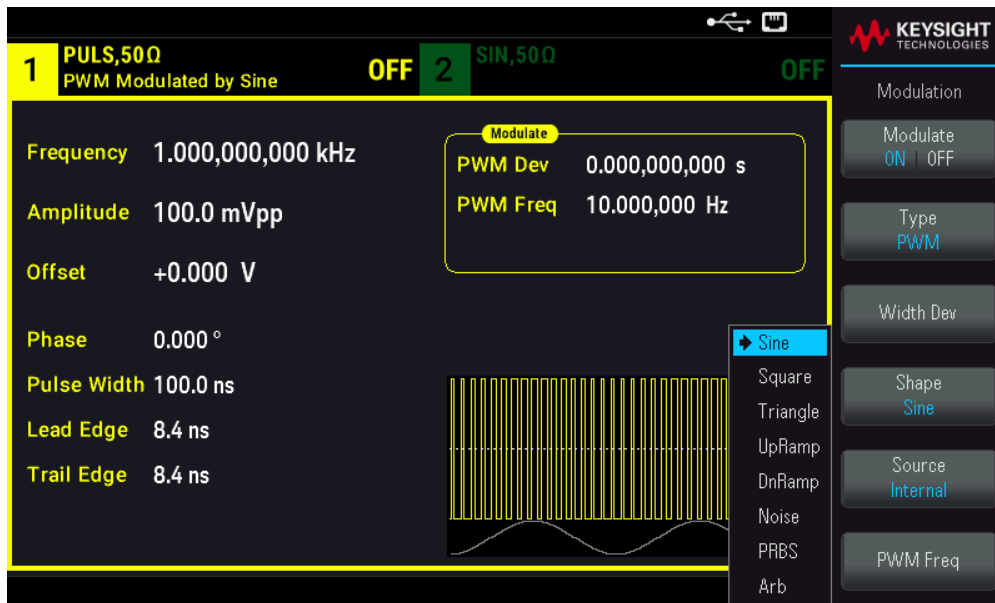 1
PULS,50Ω
PWM Modulated by Sine
OFF
2
SIN,50Ω
OFF
Frequency 1.000,000,000 kHz
Amplitude 100.0 mVpp
Offset +0.000 V
Phase 0.000 °
Pulse Width 100.0 ns
Lead Edge 8.4 ns
Trail Edge 8.4 ns
Modulate
PWM Dev 0.000,000,000 s
PWM Freq 10.000,000 Hz
Sine
Square
Triangle
UpRamp
DnRamp
Noise
PRBS
Arb
KEYSIGHT
TECHNOLOGIES
Modulation
Modulate
ON | OFF
Type
PWM
Width Dev
Shape
Sine
Source
Internal
PWM Freq